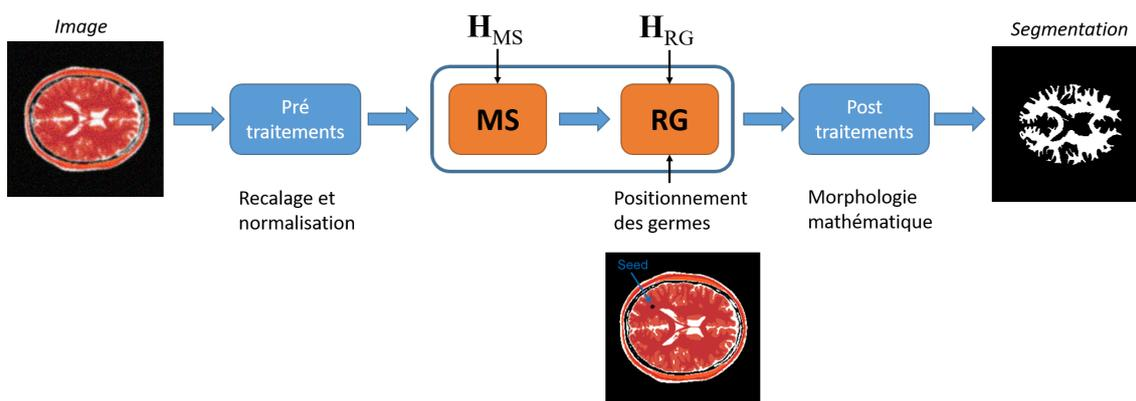 Image
H_MS
H_RG
Segmentation
Pré
traitements
MS
RG
Post
traitements
Recalage et
normalisation
Positionnement
des germes
Morphologie
mathématique
Seed